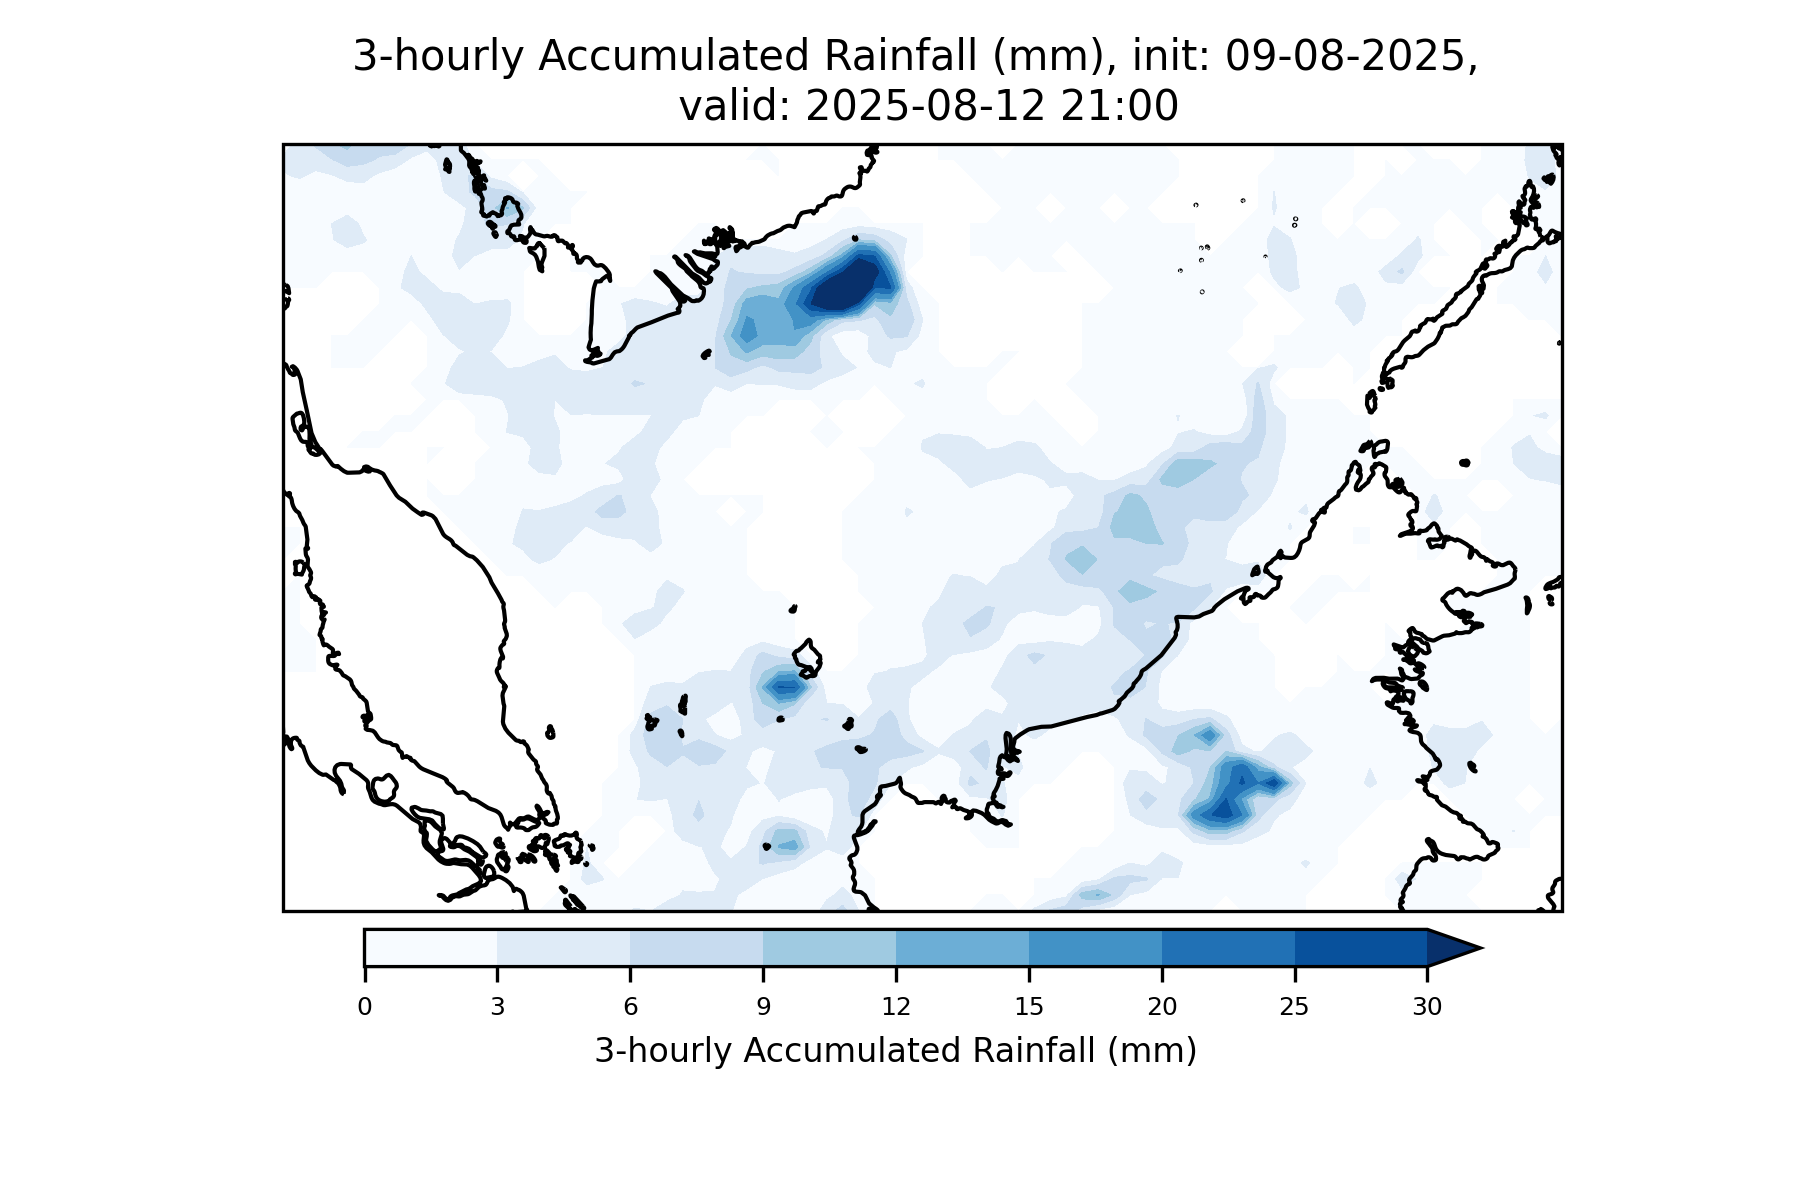 3-hourly Accumulated Rainfall (mm), init: 09-08-2025,
valid: 2025-08-12 21:00
0 3 6 9 12 15 20 25 30
3-hourly Accumulated Rainfall (mm)